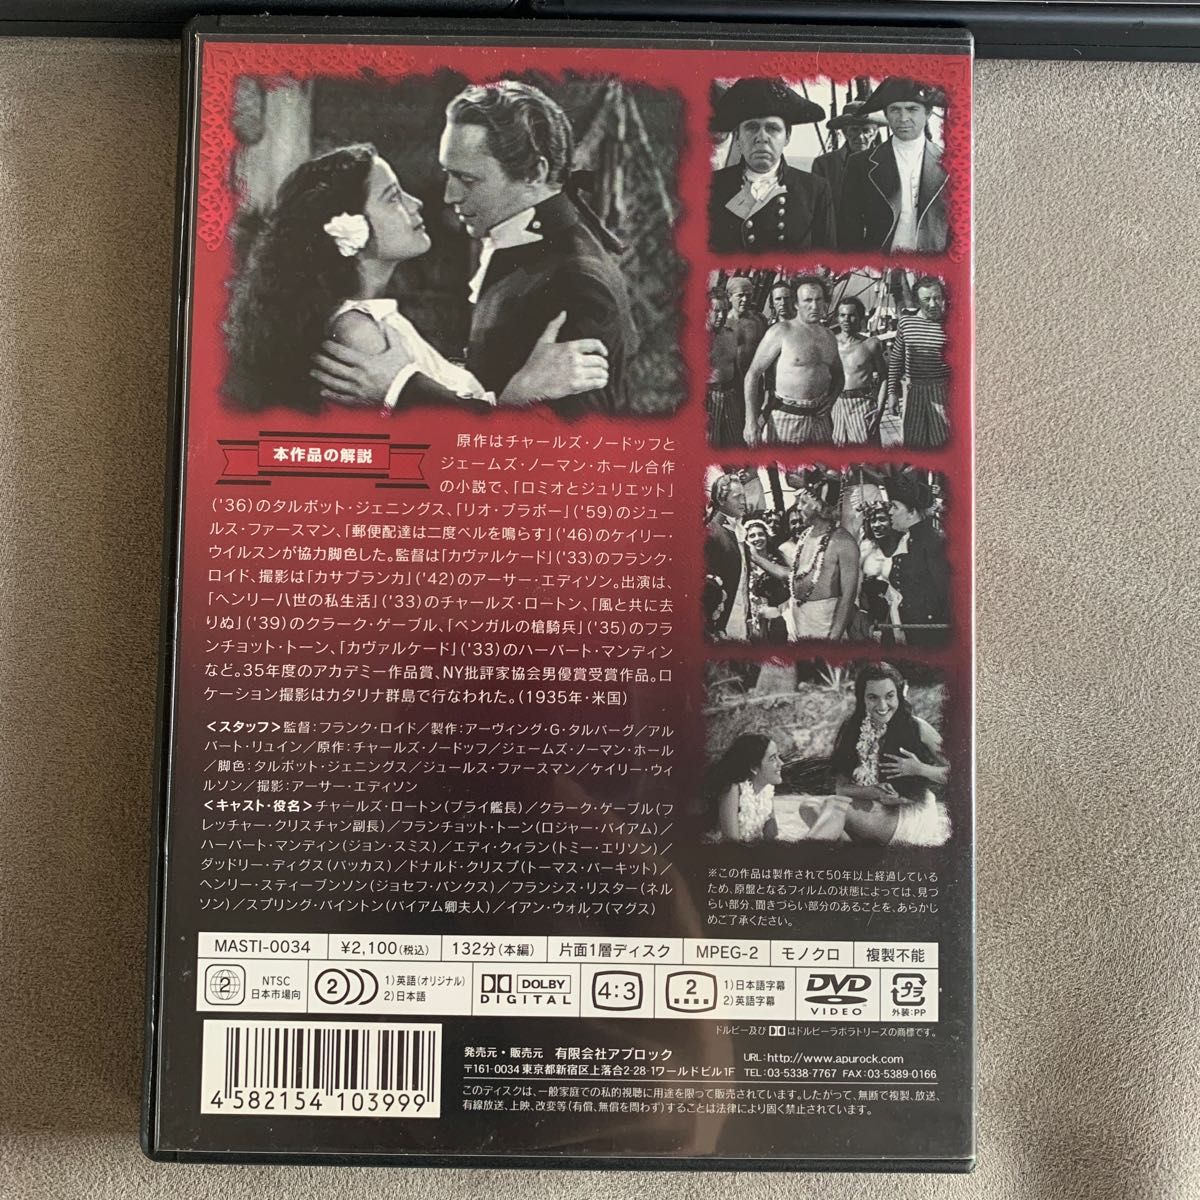 本作品の解説
原作はチャールズ・ノードッフと
ジェームズ・ノーマン・ホール合作
の小説で、「ロミオとジュリエット」
('36)のタルボット・ジェニングス、「リオ・ブラボー」('59)のジュー
ルス・ファースマン、「郵便配達は二度ベルを鳴らす」('46)のケイリー・
ウイルスンが協力脚色した。監督は「カヴァルケード」('33)のフランク・
ロイド、撮影は「カサブランカ」('42)のアーサー・エディソン。出演は、
「ヘンリー八世の私生活」('33)のチャールズ・ロートン、「風と共に去
りぬ」('39)のクラーク・ゲーブル、「ベンガルの槍騎兵」('35)のフラ
ンチョット・トーン、「カヴァルケード」('33)のハーバート・マンディン
など。35年度のアカデミー作品賞、NY批評家協会男優賞受賞作品。ロ
ケーション撮影はカタリナ群島で行なわれた。(1935年・米国)
<スタッフ>監督：フランク・ロイド／製作：アーヴィング・G・タルバーグ／アル
バート・リュイン／原作：チャールズ・ノードッフ／ジェームズ・ノーマン・ホール
／脚色：タルボット・ジェニングス／ジュールス・ファースマン／ケイリー・ウィ
ルソン／撮影：アーサー・エディソン
<キャスト・役名>チャールズ・ロートン(ブライ艦長)／クラーク・ゲーブル(フ
レッチャー・クリスチャン副長)／フランチョット・トーン(ロジャー・バイアム)／
ハーバート・マンディン(ジョン・スミス)／エディ・クィラン(トミー・エリソン)／
ダッドリー・ディグス(バッカス)／ドナルド・クリスプ(トーマス・バーキット)／
ヘンリー・スティーブンソン(ジョセフ・バンクス)／フランシス・リスター(ネル
ソン)／スプリング・バイントン(バイアム卿夫人)／イアン・ウォルフ(マグス)
※この作品は製作されて50年以上経過している
ため、原盤となるフィルムの状態によっては、見づ
らい部分、聞きづらい部分のあることを、あらかじ
めご了承ください。
MASTI-0034 ¥2,100(税込) 132分(本編) 片面1層ディスク MPEG-2 モノクロ 複製不能
2 NTSC 日本市場向
2 1)英語(オリジナル) 2)日本語
DOLBY DIGITAL
4:3
2 1)日本語字幕 2)英語字幕
DVD VIDEO
プラ 外装：PP
ドルビー及びDDはドルビーラボラトリースの商標です。
4 582154 103999
発売元・販売元 有限会社アプロック URL：http://www.apurock.com
〒161-0034 東京都新宿区上落合2-28-1ワールドビル1F TEL：03-5338-7767 FAX：03-5389-0166
このディスクは、一般家庭での私的視聴に用途を限って販売されています。したがって、無断で複製、放送、
有線放送、上映、改変等(有償、無償を問わず)することは法律により固く禁止されています。